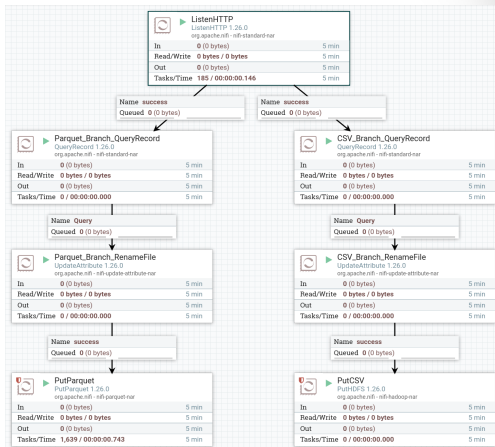 ListenHTTP
ListenHTTP 1.26.0
org.apache.nifi - nifi-standard-nar
In 0 (0 bytes) 5 min
Read/Write 0 bytes / 0 bytes 5 min
Out 0 (0 bytes) 5 min
Tasks/Time 185 / 00:00:00.146 5 min
Name success
Queued 0 (0 bytes)
Name success
Queued 0 (0 bytes)
Parquet_Branch_QueryRecord
QueryRecord 1.26.0
org.apache.nifi - nifi-standard-nar
In 0 (0 bytes) 5 min
Read/Write 0 bytes / 0 bytes 5 min
Out 0 (0 bytes) 5 min
Tasks/Time 0 / 00:00:00.000 5 min
CSV_Branch_QueryRecord
QueryRecord 1.26.0
org.apache.nifi - nifi-standard-nar
In 0 (0 bytes) 5 min
Read/Write 0 bytes / 0 bytes 5 min
Out 0 (0 bytes) 5 min
Tasks/Time 0 / 00:00:00.000 5 min
Name Query
Queued 0 (0 bytes)
Name Query
Queued 0 (0 bytes)
Parquet_Branch_RenameFile
UpdateAttribute 1.26.0
org.apache.nifi - nifi-update-attribute-nar
In 0 (0 bytes) 5 min
Read/Write 0 bytes / 0 bytes 5 min
Out 0 (0 bytes) 5 min
Tasks/Time 0 / 00:00:00.000 5 min
CSV_Branch_RenameFile
UpdateAttribute 1.26.0
org.apache.nifi - nifi-update-attribute-nar
In 0 (0 bytes) 5 min
Read/Write 0 bytes / 0 bytes 5 min
Out 0 (0 bytes) 5 min
Tasks/Time 0 / 00:00:00.000 5 min
Name success
Queued 0 (0 bytes)
Name success
Queued 0 (0 bytes)
PutParquet
PutParquet 1.26.0
org.apache.nifi - nifi-parquet-nar
In 0 (0 bytes) 5 min
Read/Write 0 bytes / 0 bytes 5 min
Out 0 (0 bytes) 5 min
Tasks/Time 1,639 / 00:00:00.743 5 min
PutCSV
PutHDFS 1.26.0
org.apache.nifi - nifi-hadoop-nar
In 0 (0 bytes) 5 min
Read/Write 0 bytes / 0 bytes 5 min
Out 0 (0 bytes) 5 min
Tasks/Time 0 / 00:00:00.000 5 min